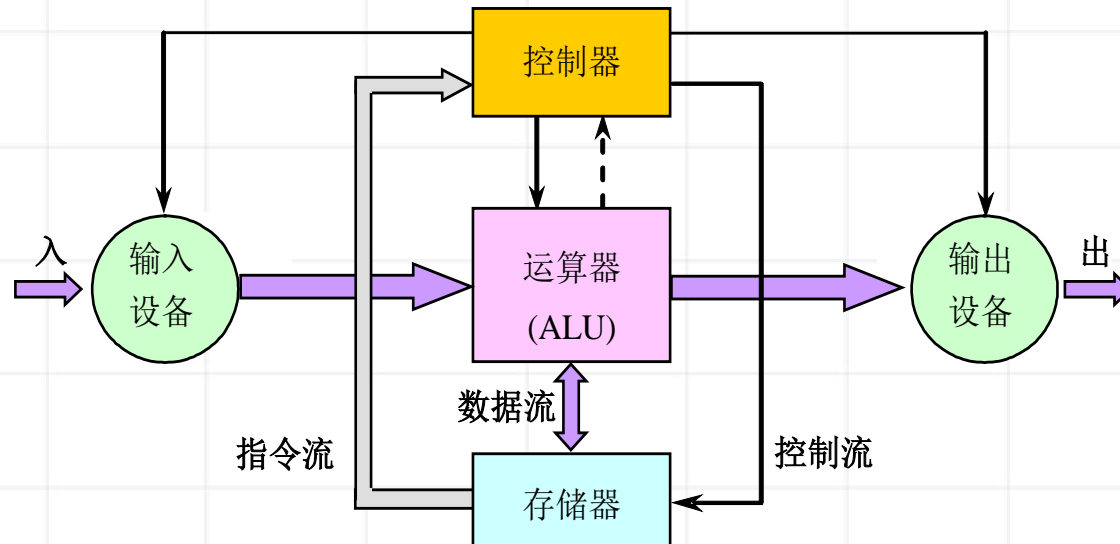 控制器
入
输入
设备
运算器
(ALU)
输出
设备
出
数据流
指令流
控制流
存储器